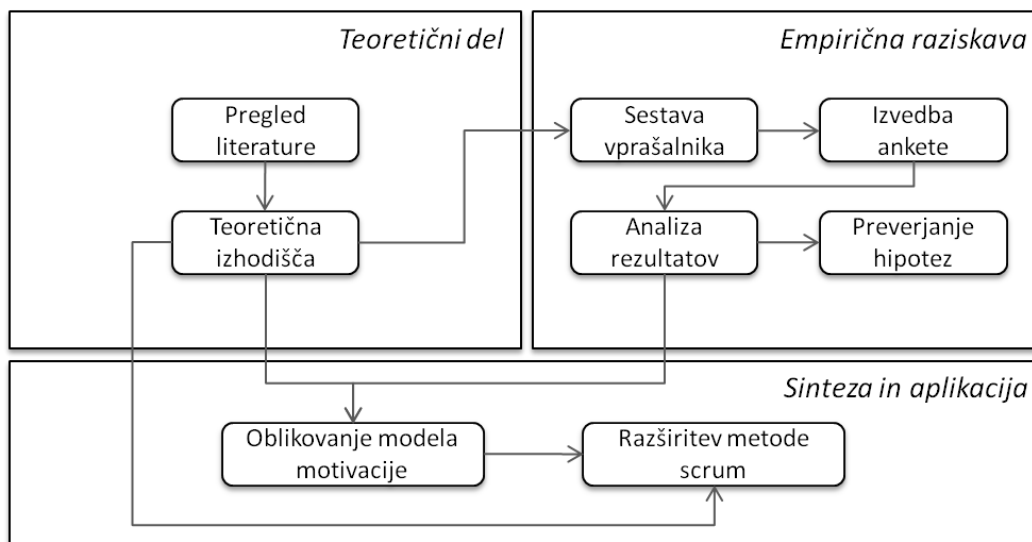 Teoretični del
Pregled
literature
Teoretična
izhodišča
Empirična raziskava
Sestava
vprašalnika
Izvedba
ankete
Analiza
rezultatov
Preverjanje
hipotez
Sinteza in aplikacija
Oblikovanje modela
motivacije
Razširitev metode
scrum